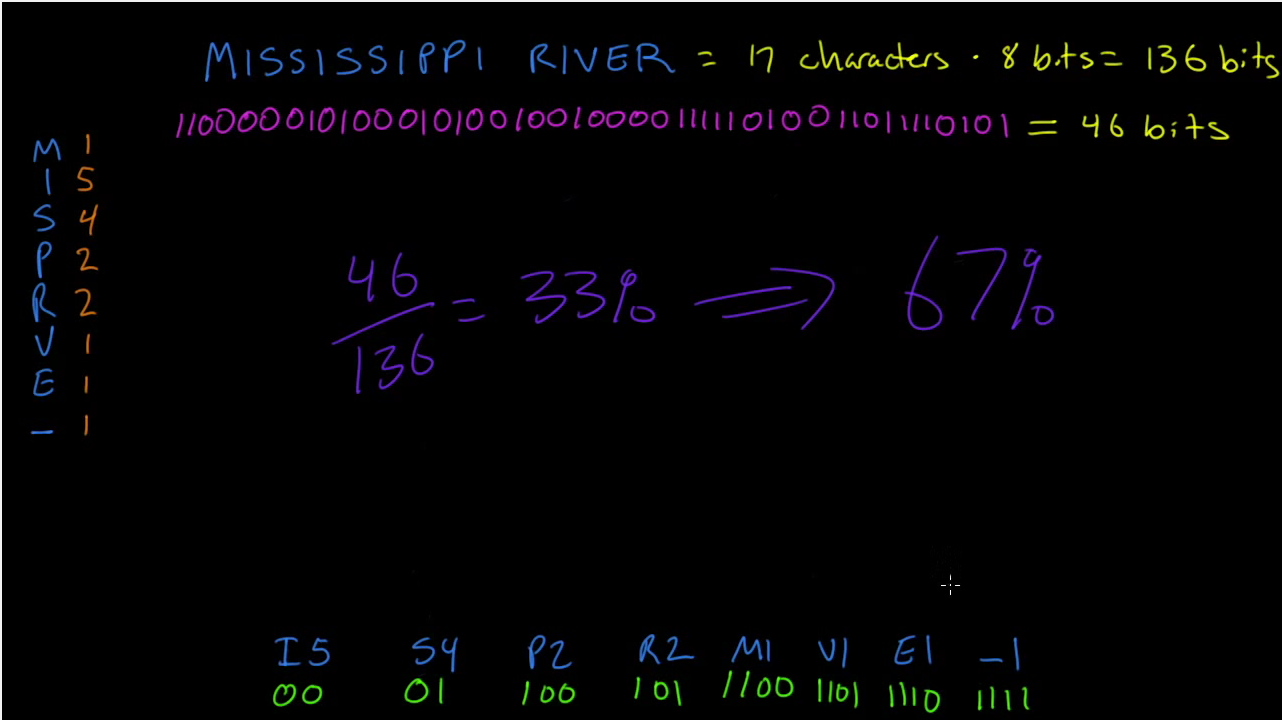 MISSISSIPPI RIVER = 17 characters · 8 bits = 136 bits
1100000101000101001001000011111010011011110101 = 46 bits
M 1
I 5
S 4
P 2
R 2
V 1
E 1
_ 1
46/136 = 33% ⇒ 67%
I5 S4 P2 R2 M1 V1 E1 _1
00 01 100 101 1100 1101 1110 1111